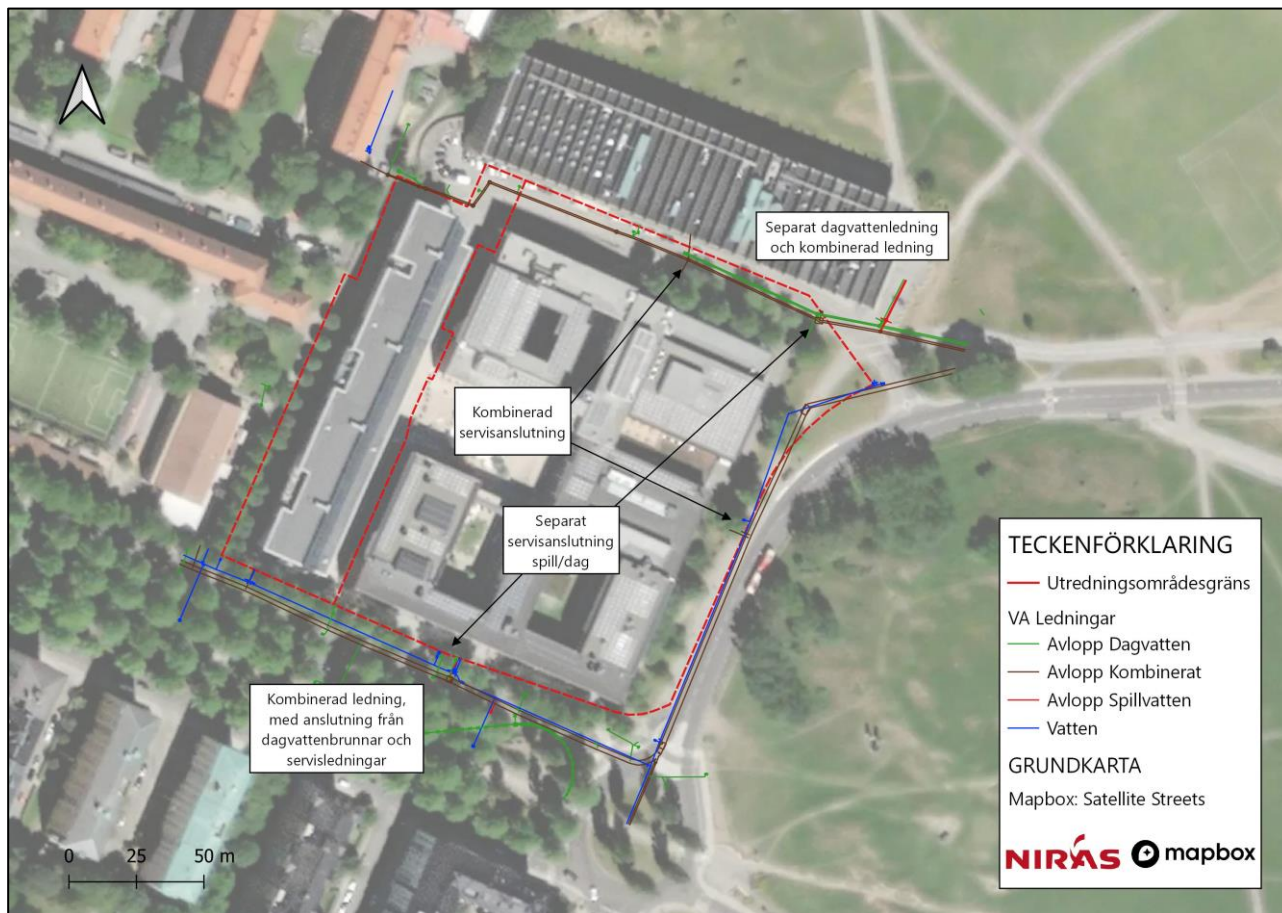 Separat dagvattenledning
och kombinerad ledning
Kombinerad
servisanslutning
Separat
servisanslutning
spill/dag
Kombinerad ledning,
med anslutning från
dagvattenbrunnar och
servisledningar
0 25 50 m
TECKENFÖRKLARING
Utredningsområdesgräns
VA Ledningar
Avlopp Dagvatten
Avlopp Kombinerat
Avlopp Spillvatten
Vatten
GRUNDKARTA
Mapbox: Satellite Streets
NIRAS mapbox